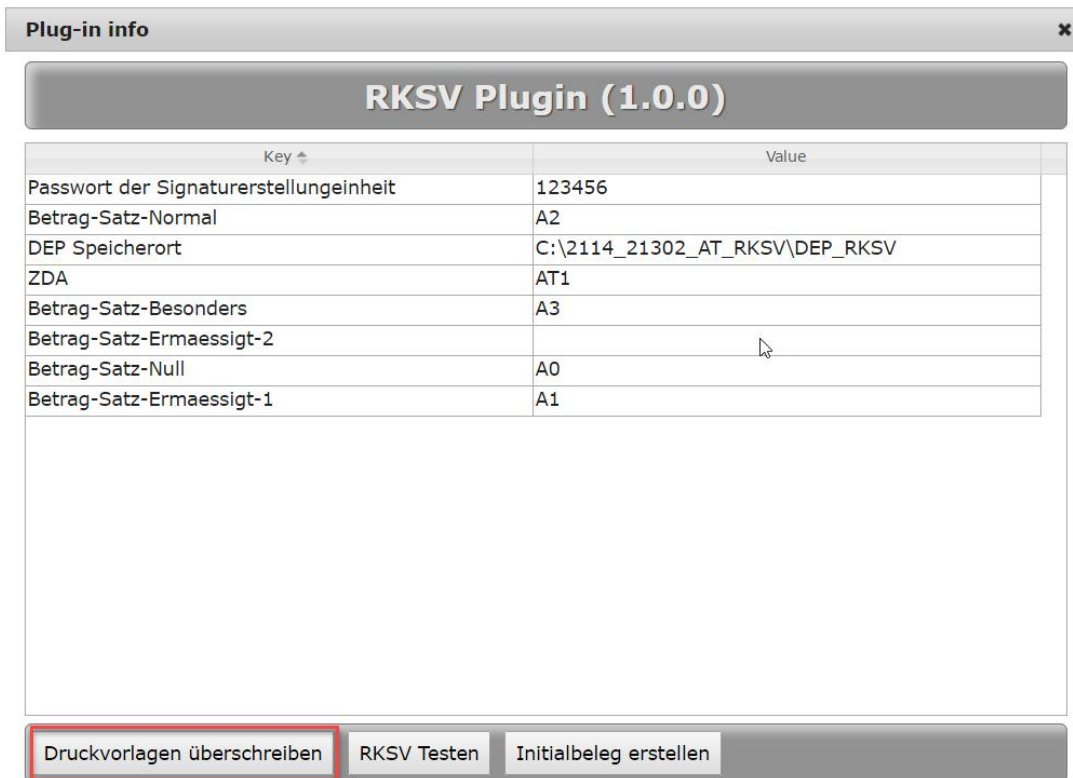 Plug-in info
RKSV Plugin (1.0.0)
Key Value
Passwort der Signaturerstellungeinheit 123456
Betrag-Satz-Normal A2
DEP Speicherort C:\2114_21302_AT_RKSV\DEP_RKSV
ZDA AT1
Betrag-Satz-Besonders A3
Betrag-Satz-Ermaessigt-2
Betrag-Satz-Null A0
Betrag-Satz-Ermaessigt-1 A1
Druckvorlagen überschreiben RKSV Testen Initialbeleg erstellen